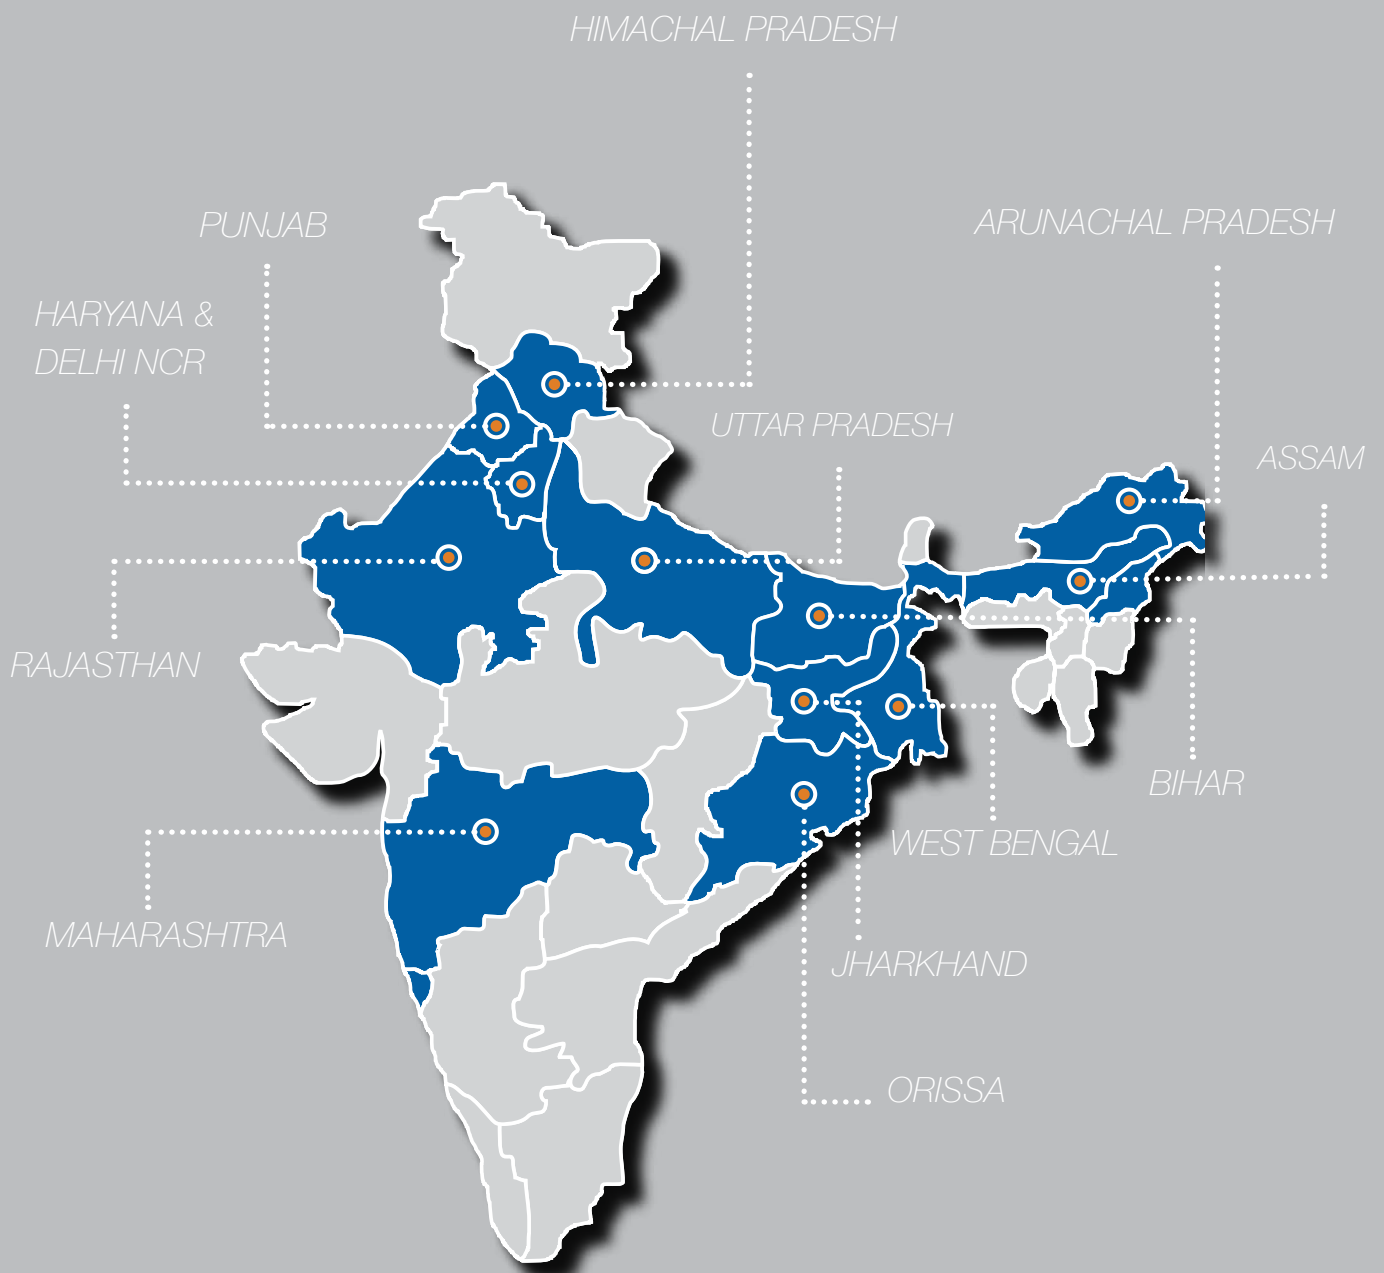 HIMACHAL PRADESH
PUNJAB
ARUNACHAL PRADESH
HARYANA &
DELHI NCR
UTTAR PRADESH
ASSAM
RAJASTHAN
BIHAR
WEST BENGAL
MAHARASHTRA
JHARKHAND
ORISSA